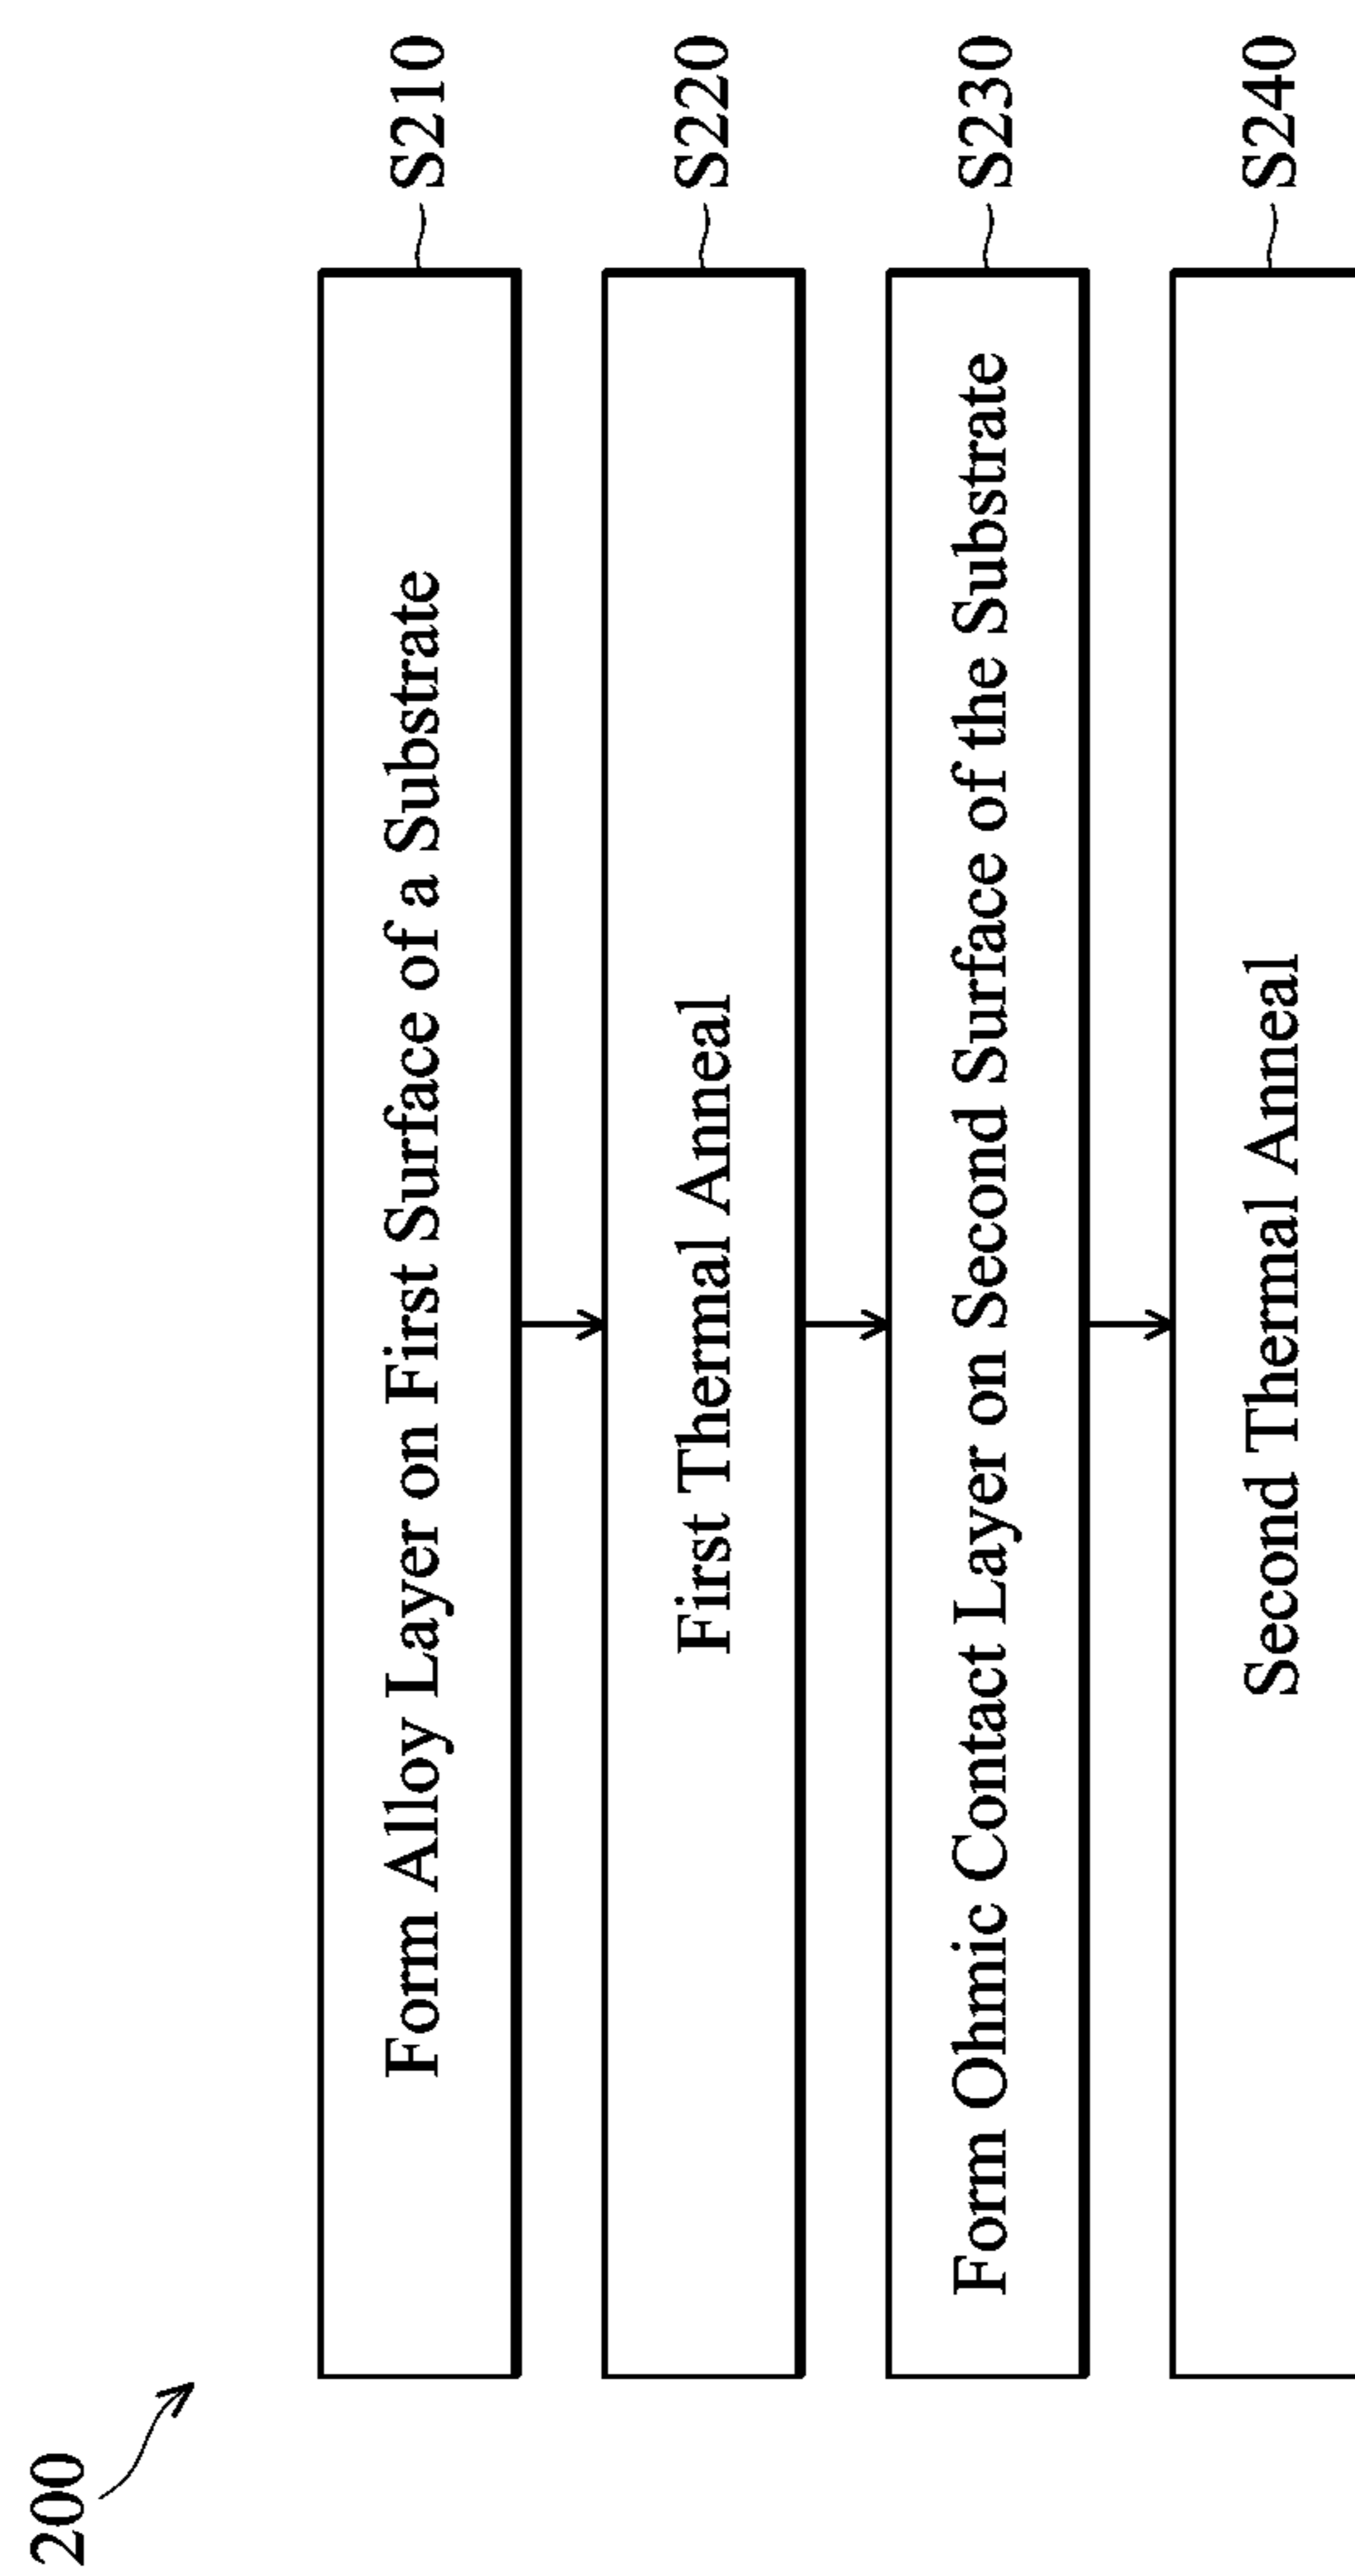 200
Form Alloy Layer on First Surface of a Substrate
S210
First Thermal Anneal
S220
Form Ohmic Contact Layer on Second Surface of the Substrate
S230
Second Thermal Anneal
S240